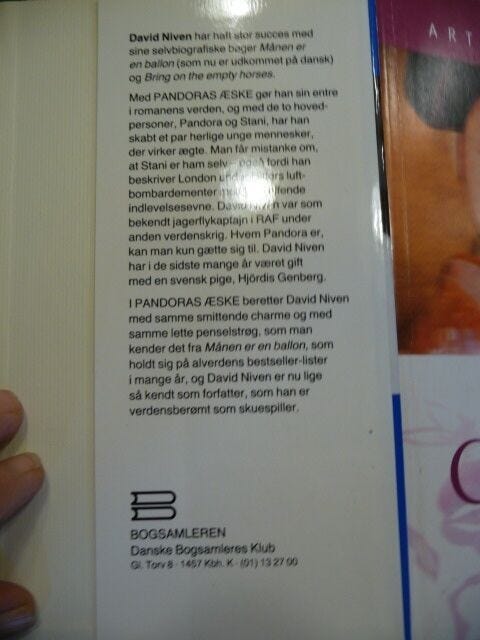 David Niven har haft stor succes med
sine selvbiografiske bøger Månen er
en ballon (som nu er udkommet på dansk)
og Bring on the empty horses.
Med PANDORAS ÆSKE gør han sin entre
i romanens verden, og med de to hoved-
personer, Pandora og Stani, har han
skabt et par herlige unge mennesker,
der virker ægte. Man får mistanke om,
at Stani er ham selv også fordi han
beskriver London under Hitlers luft-
bombardementer
indlevelsesevne. David Niven var som
bekendt jagerflykaptajn i RAF under
anden verdenskrig. Hvem Pandora er,
kan man kun gætte sig til. David Niven
har i de sidste mange år været gift
med en svensk pige, Hjördis Genberg.
I PANDORAS ÆSKE beretter David Niven
med samme smittende charme og med
samme lette penselstrøg, som man
kender det fra Månen er en ballon, som
holdt sig på alverdens bestseller-lister
i mange år, og David Niven er nu lige
så kendt som forfatter, som han er
verdensberømt som skuespiller.
BOGSAMLEREN
Danske Bogsamleres Klub
Gl. Torv 8 · 1457 Kbh. K · (01) 13 27 00
ART